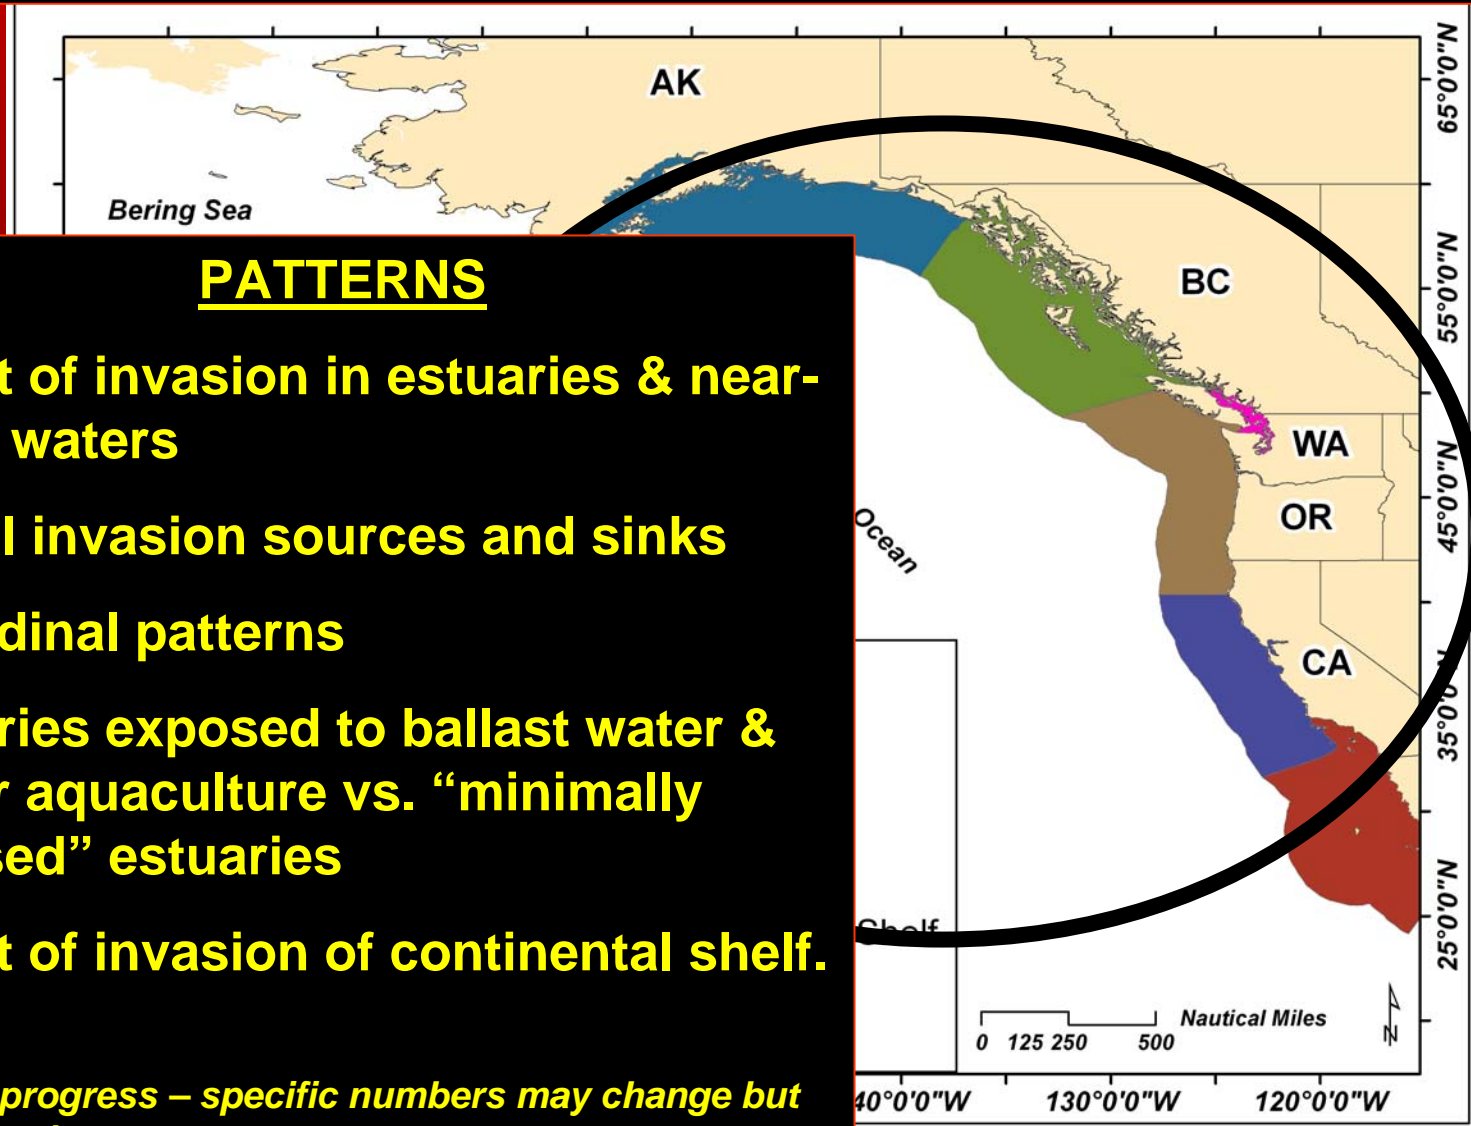 AK
65°0'0"N
Bering Sea
BC
55°0'0"N
PATTERNS
t of invasion in estuaries & near-
waters
WA
45°0'0"N
l invasion sources and sinks
OR
Ocean
dinal patterns
CA
35°0'0"N
ries exposed to ballast water &
r aquaculture vs. “minimally
sed” estuaries
25°0'0"N
t of invasion of continental shelf.
Shelf
Nautical Miles
0 125 250 500
progress – specific numbers may change but
40°0'0"W 130°0'0"W 120°0'0"W